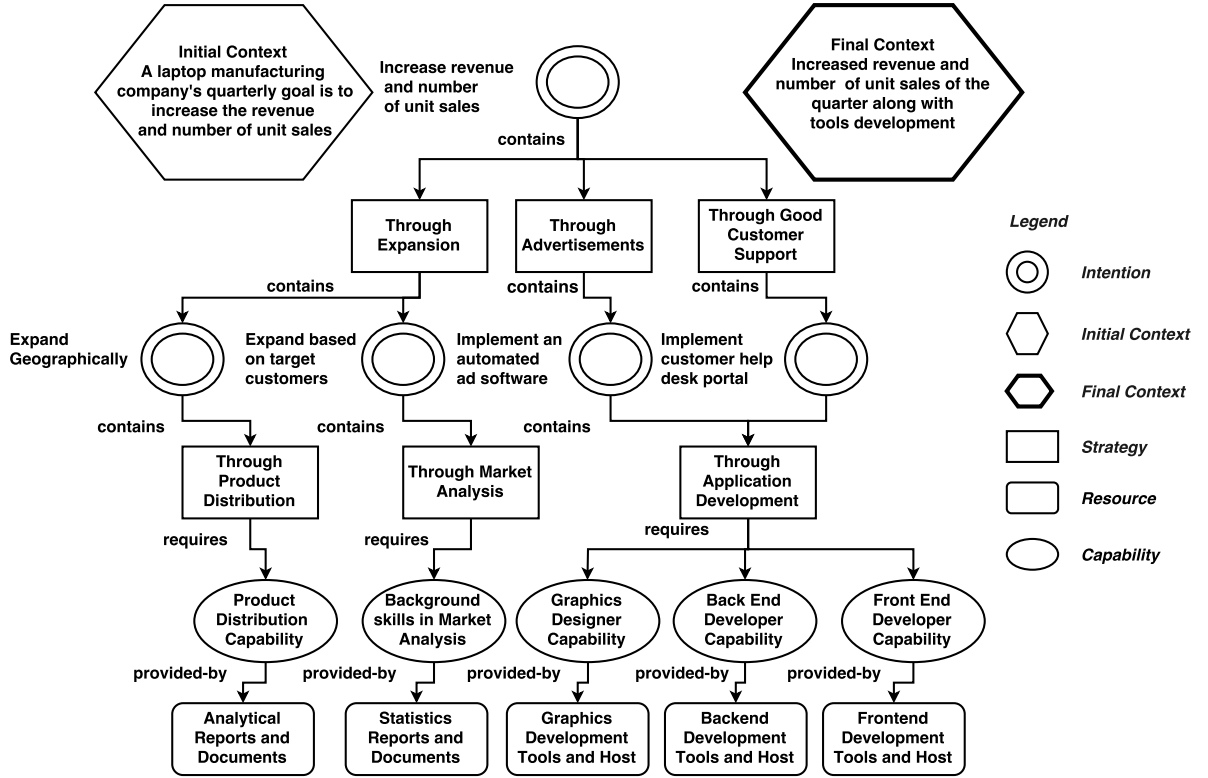 Initial Context
A laptop manufacturing
company's quarterly goal is to
increase the revenue
and number of unit sales
Increase revenue
and number
of unit sales
Final Context
Increased revenue and
number of unit sales of the
quarter along with
tools development
contains
Through
Expansion
Through
Advertisements
Through Good
Customer
Support
Legend
Intention
Initial Context
Final Context
Strategy
Resource
Capability
contains
contains
contains
Expand
Geographically
Expand based
on target
customers
Implement an
automated
ad software
Implement
customer help
desk portal
contains
contains
contains
Through
Product
Distribution
Through Market
Analysis
Through
Application
Development
requires
requires
requires
Product
Distribution
Capability
Background
skills in Market
Analysis
Graphics
Designer
Capability
Back End
Developer
Capability
Front End
Developer
Capability
provided-by
provided-by
provided-by
provided-by
provided-by
Analytical
Reports and
Documents
Statistics
Reports and
Documents
Graphics
Development
Tools and Host
Backend
Development
Tools and Host
Frontend
Development
Tools and Host